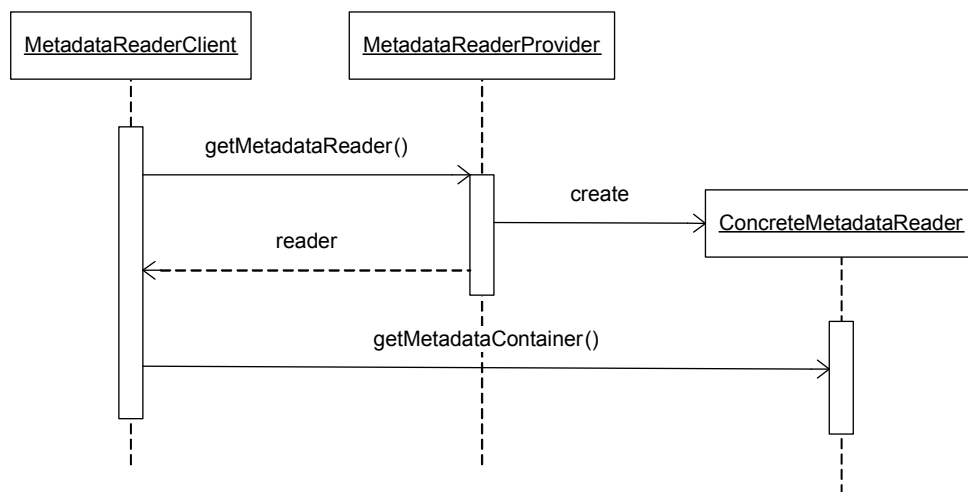 MetadataReaderClient
MetadataReaderProvider
getMetadataReader()
create
ConcreteMetadataReader
reader
getMetadataContainer()